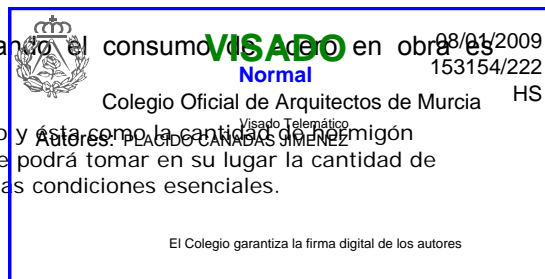 ando el consumo de acero en obra es
VISADO
08/01/2009
Normal
153154/222
Colegio Oficial de Arquitectos de Murcia
HS
Visado Telemático
o y ésta como la cantidad de hormigón
Autores: PLACIDO CAÑADAS JIMENEZ
e podrá tomar en su lugar la cantidad de
as condiciones esenciales.
El Colegio garantiza la firma digital de los autores